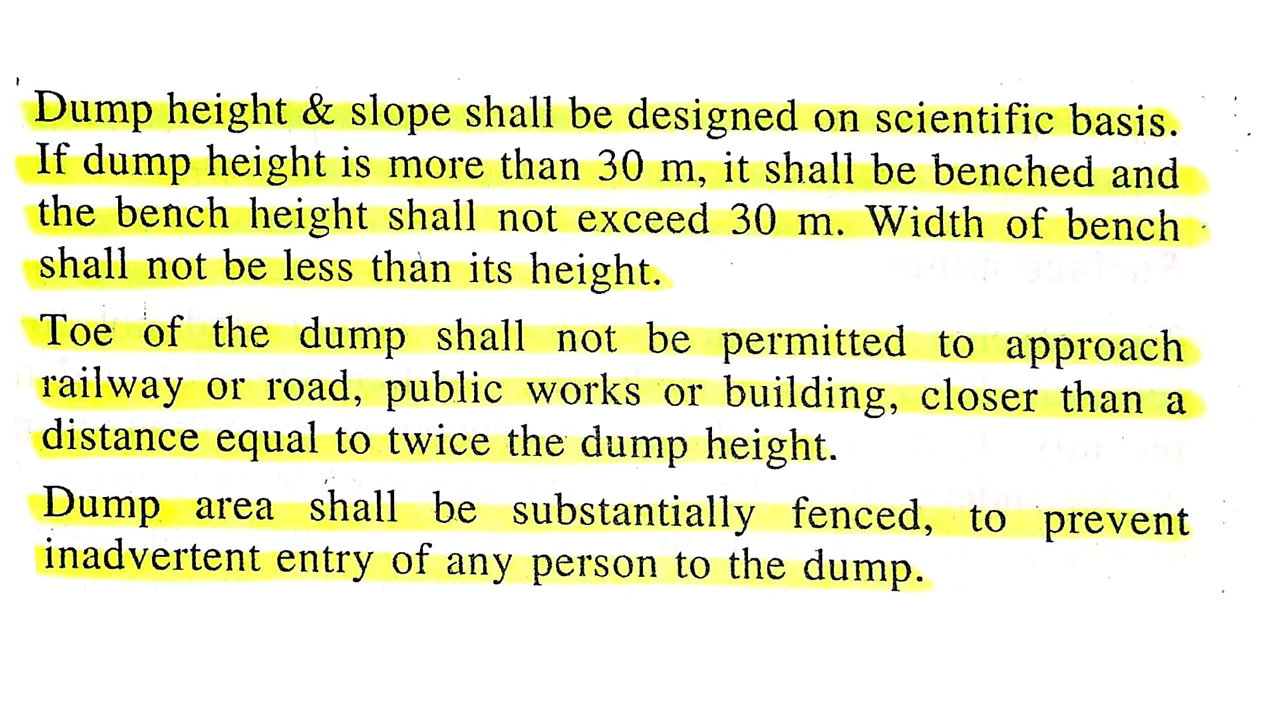 Dump height & slope shall be designed on scientific basis.
If dump height is more than 30 m, it shall be benched and
the bench height shall not exceed 30 m. Width of bench
shall not be less than its height.
Toe of the dump shall not be permitted to approach
railway or road, public works or building, closer than a
distance equal to twice the dump height.
Dump area shall be substantially fenced, to prevent
inadvertent entry of any person to the dump.